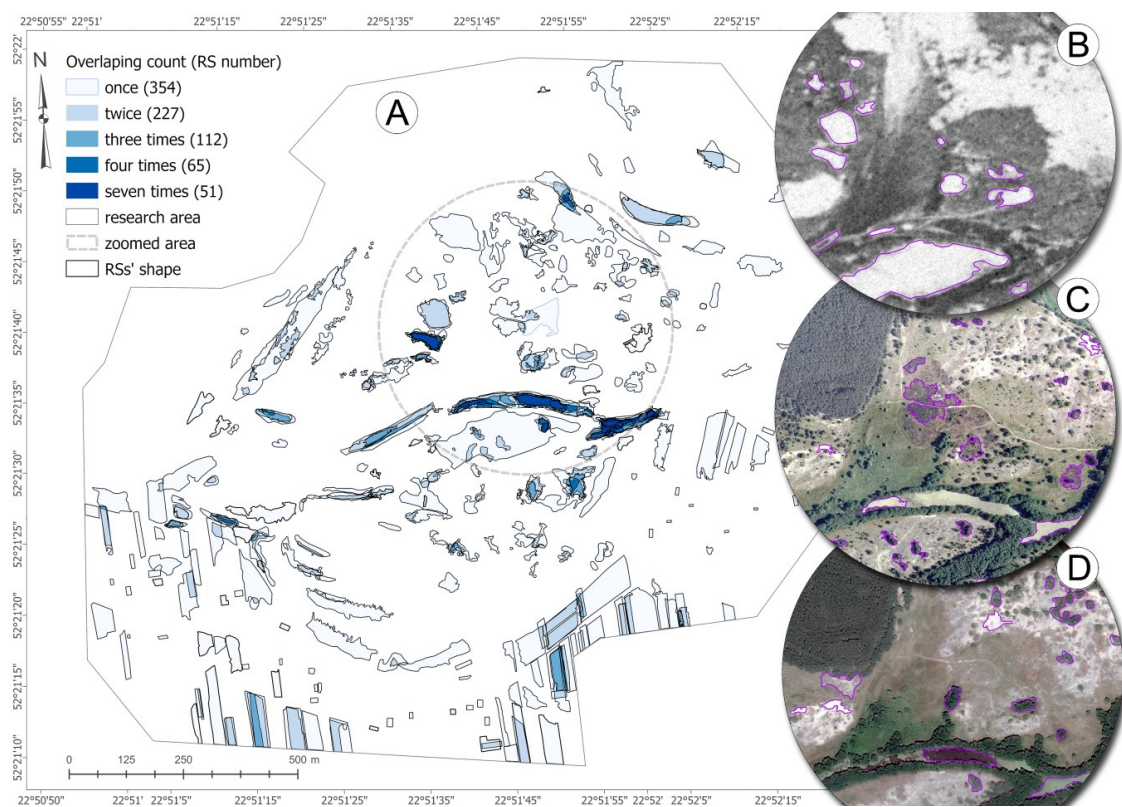 22°50'55" 22°51' 22°51'15" 22°51'25" 22°51'35" 22°51'45" 22°51'55" 22°52'5" 22°52'15"
52°22'
52°21'55"
52°21'50"
52°21'45"
52°21'40"
52°21'35"
52°21'30"
52°21'25"
52°21'20"
52°21'15"
52°21'10"
N
Overlaping count (RS number)
once (354)
twice (227)
three times (112)
four times (65)
seven times (51)
research area
zoomed area
RSs' shape
A
B
C
D
0 125 250 500 m
22°50'50" 22°51' 22°51'5" 22°51'15" 22°51'25" 22°51'35" 22°51'45" 22°51'55" 22°52' 22°52'5" 22°52'15"